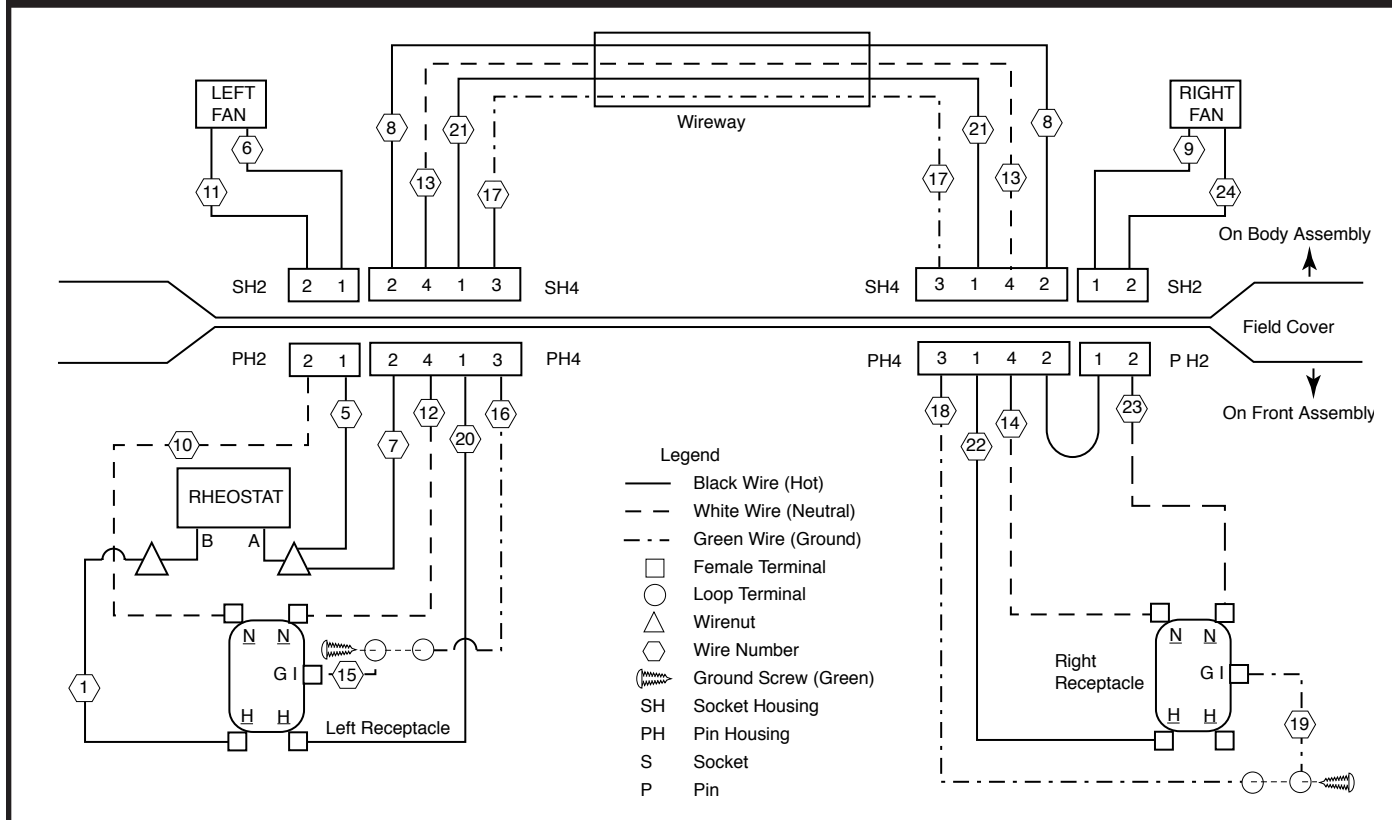 LEFT
FAN
RIGHT
FAN
Wireway
8
21
21
8
6
9
13
17
17
13
11
24
On Body Assembly
SH2
2 1
2 4 1 3
SH4
SH4
3 1 4 2
1 2
SH2
Field Cover
PH2
2 1
2 4 1 3
PH4
PH4
3 1 4 2
1 2
P H2
On Front Assembly
5
12
16
18
23
10
7
20
22
14
RHEOSTAT
B A
N N
G I
15
H H
1
Left Receptacle
Legend
Black Wire (Hot)
White Wire (Neutral)
Green Wire (Ground)
Female Terminal
Loop Terminal
Wirenut
Wire Number
Ground Screw (Green)
SH Socket Housing
PH Pin Housing
S Socket
P Pin
Right
Receptacle
N N
G I
H H
19